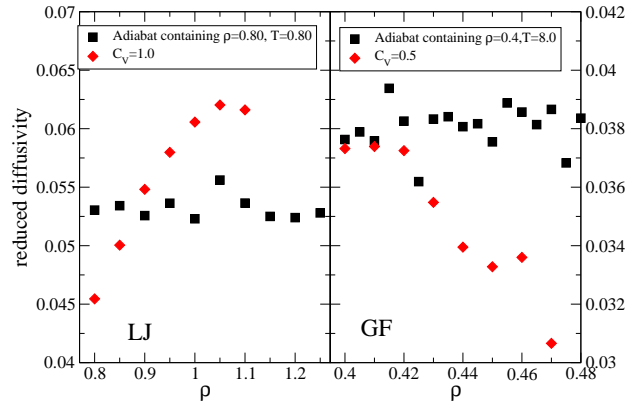 0.07
0.065
0.06
0.055
0.05
0.045
0.04
reduced diffusivity
Adiabat containing ρ=0.80, T=0.80
C_V=1.0
LJ
0.8 0.9 1 1.1 1.2
ρ
Adiabat containing ρ=0.4,T=8.0
C_V=0.5
GF
0.4 0.42 0.44 0.46 0.48
ρ
0.042
0.04
0.038
0.036
0.034
0.032
0.03